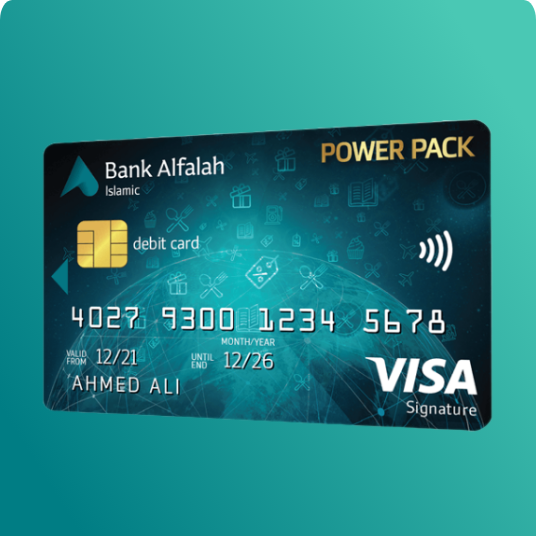 POWER PACK
Bank Alfalah
Islamic
debit card
4027 9300 1234 5678
MONTH/YEAR
VALID FROM 12/21 UNTIL END 12/26
AHMED ALI
VISA
Signature